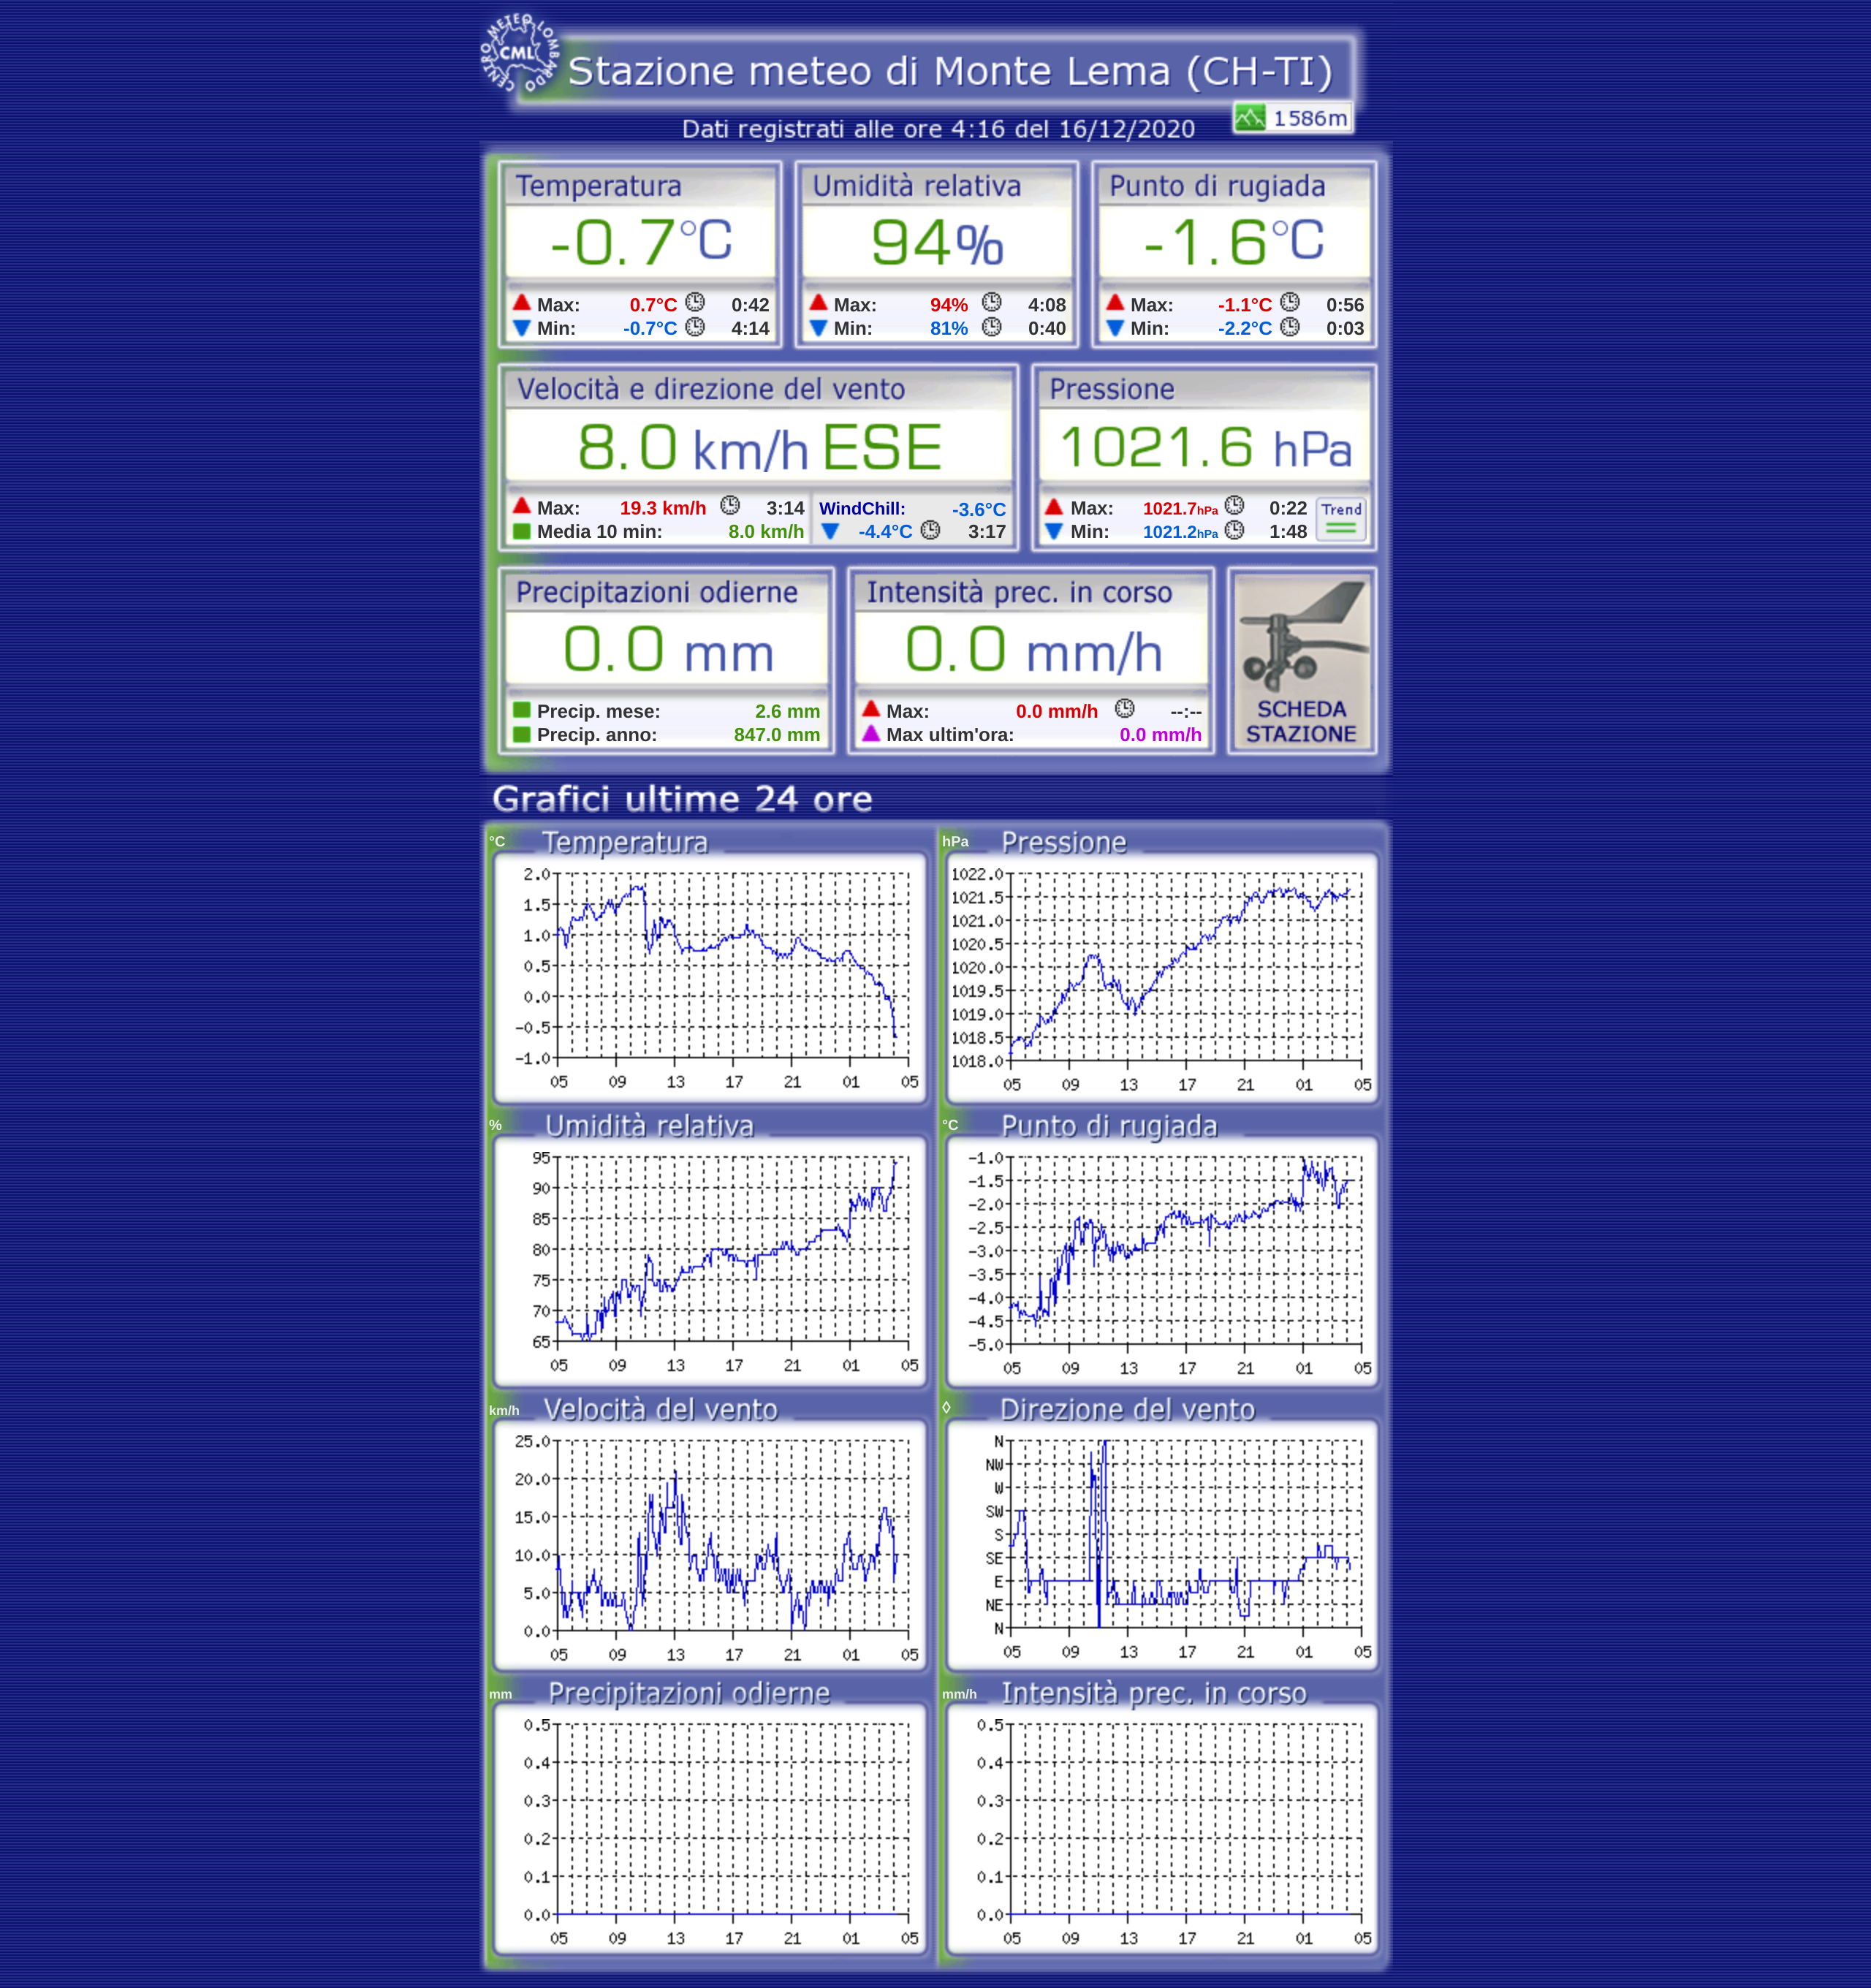 CENTRO METEO LOMBARDO
CML
Stazione meteo di Monte Lema (CH-TI)
1586m
Dati registrati alle ore 4:16 del 16/12/2020
Temperatura
-0.7°C
Max: 0.7°C 0:42
Min: -0.7°C 4:14
Umidità relativa
94%
Max: 94% 4:08
Min: 81% 0:40
Punto di rugiada
-1.6°C
Max: -1.1°C 0:56
Min: -2.2°C 0:03
Velocità e direzione del vento
8.0 km/h ESE
Max: 19.3 km/h 3:14
Media 10 min: 8.0 km/h
WindChill: -3.6°C
-4.4°C 3:17
Pressione
1021.6 hPa
Max: 1021.7hPa 0:22
Min: 1021.2hPa 1:48
Trend
Precipitazioni odierne
0.0 mm
Precip. mese: 2.6 mm
Precip. anno: 847.0 mm
Intensità prec. in corso
0.0 mm/h
Max: 0.0 mm/h --:--
Max ultim'ora: 0.0 mm/h
SCHEDA
STAZIONE
Grafici ultime 24 ore
°C Temperatura
2.0
1.5
1.0
0.5
0.0
-0.5
-1.0
05 09 13 17 21 01 05
hPa Pressione
1022.0
1021.5
1021.0
1020.5
1020.0
1019.5
1019.0
1018.5
1018.0
05 09 13 17 21 01 05
% Umidità relativa
95
90
85
80
75
70
65
05 09 13 17 21 01 05
°C Punto di rugiada
-1.0
-1.5
-2.0
-2.5
-3.0
-3.5
-4.0
-4.5
-5.0
05 09 13 17 21 01 05
km/h Velocità del vento
25.0
20.0
15.0
10.0
5.0
0.0
05 09 13 17 21 01 05
◊ Direzione del vento
N
NW
W
SW
S
SE
E
NE
N
05 09 13 17 21 01 05
mm Precipitazioni odierne
0.5
0.4
0.3
0.2
0.1
0.0
05 09 13 17 21 01 05
mm/h Intensità prec. in corso
0.5
0.4
0.3
0.2
0.1
0.0
05 09 13 17 21 01 05